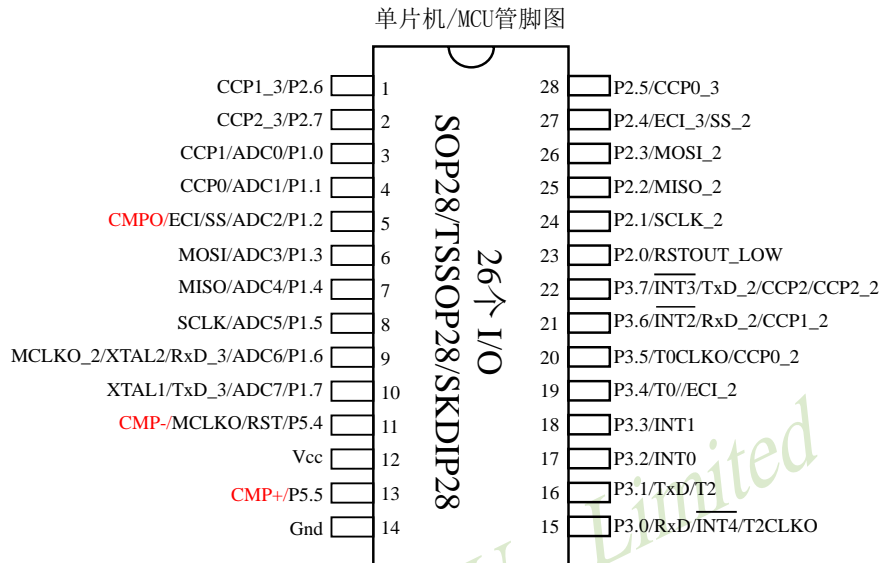 单片机/MCU管脚图
CCP1_3/P2.6 1
CCP2_3/P2.7 2
CCP1/ADC0/P1.0 3
CCP0/ADC1/P1.1 4
CMPO/ECI/SS/ADC2/P1.2 5
MOSI/ADC3/P1.3 6
MISO/ADC4/P1.4 7
SCLK/ADC5/P1.5 8
MCLKO_2/XTAL2/RxD_3/ADC6/P1.6 9
XTAL1/TxD_3/ADC7/P1.7 10
CMP-/MCLKO/RST/P5.4 11
Vcc 12
CMP+/P5.5 13
Gnd 14
SOP28/TSSOP28/SKDIP28
26个 I/O
28 P2.5/CCP0_3
27 P2.4/ECI_3/SS_2
26 P2.3/MOSI_2
25 P2.2/MISO_2
24 P2.1/SCLK_2
23 P2.0/RSTOUT_LOW
22 P3.7/INT3/TxD_2/CCP2/CCP2_2
21 P3.6/INT2/RxD_2/CCP1_2
20 P3.5/T0CLKO/CCP0_2
19 P3.4/T0//ECI_2
18 P3.3/INT1
17 P3.2/INT0
16 P3.1/TxD/T2
15 P3.0/RxD/INT4/T2CLKO
Limited